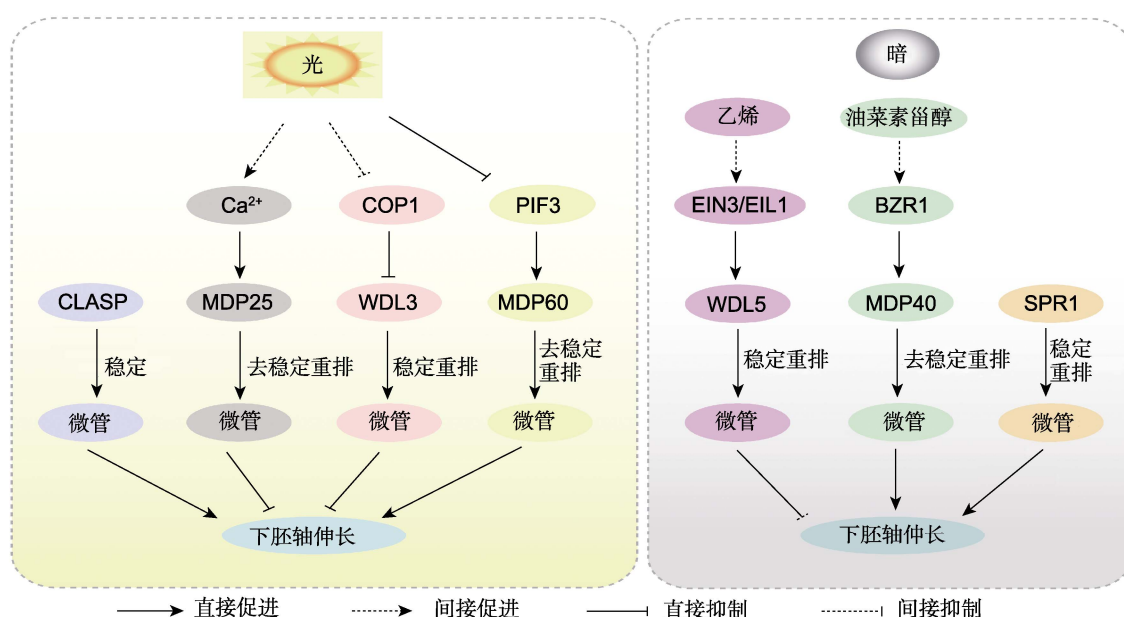 光
暗
乙烯
油菜素甾醇
Ca²⁺
COP1
PIF3
EIN3/EIL1
BZR1
CLASP
MDP25
WDL3
MDP60
WDL5
MDP40
SPR1
稳定
去稳定重排
稳定重排
去稳定
重排
稳定重排
去稳定重排
稳定
重排
微管
微管
微管
微管
微管
微管
微管
下胚轴伸长
下胚轴伸长
直接促进
间接促进
直接抑制
间接抑制